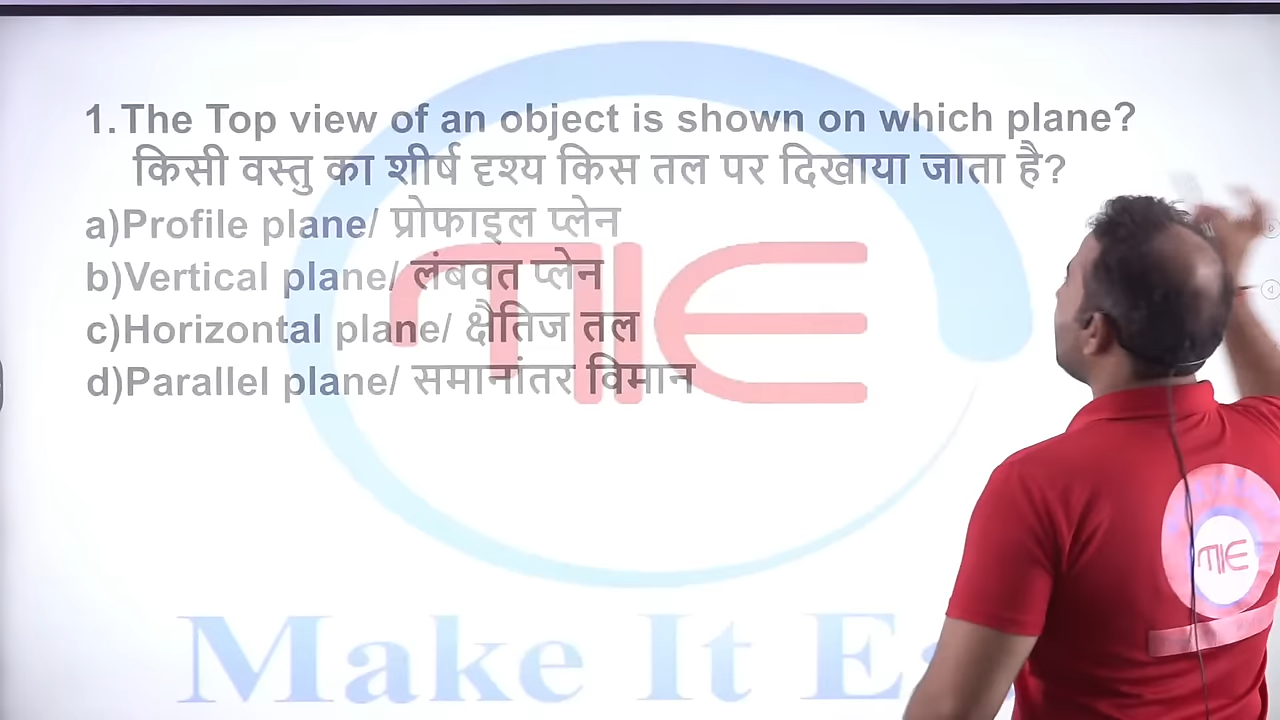 1.The Top view of an object is shown on which plane?
किसी वस्तु का शीर्ष दृश्य किस तल पर दिखाया जाता है?
a)Profile plane/ प्रोफाइल प्लेन
b)Vertical plane/ लंबवत प्लेन
c)Horizontal plane/ क्षैतिज तल
d)Parallel plane/ समानांतर विमान
MIE
Make It
MIE